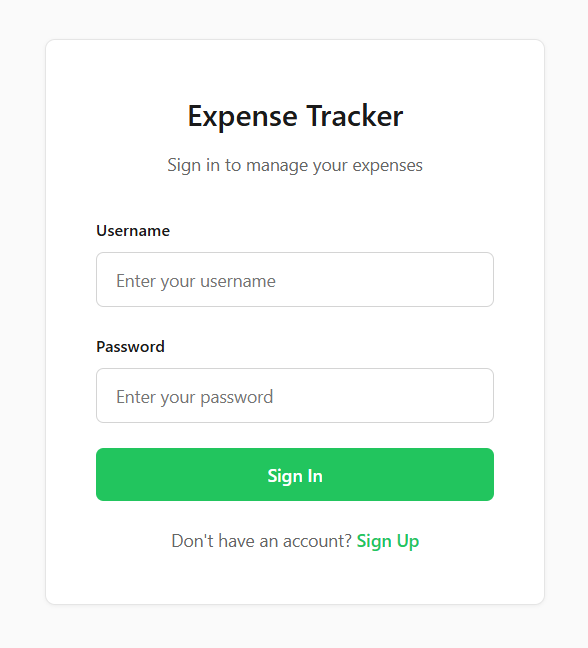 Expense Tracker
Sign in to manage your expenses
Username
Enter your username
Password
Enter your password
Sign In
Don't have an account? Sign Up